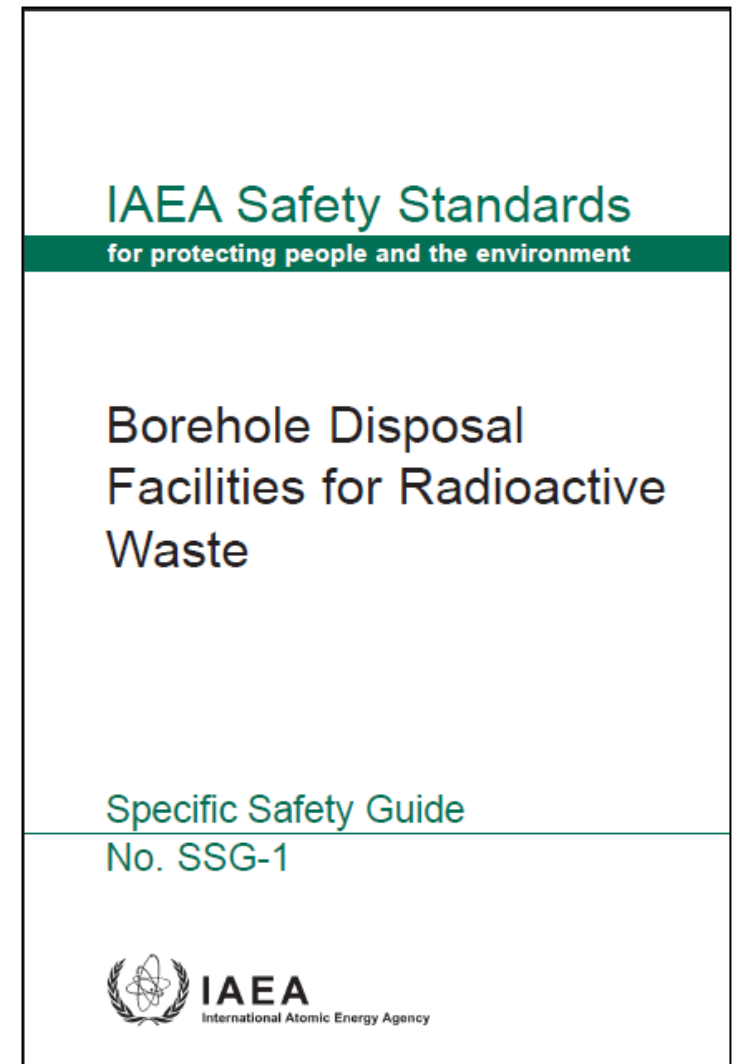 IAEA Safety Standards
for protecting people and the environment
Borehole Disposal
Facilities for Radioactive
Waste
Specific Safety Guide
No. SSG-1
IAEA
International Atomic Energy Agency